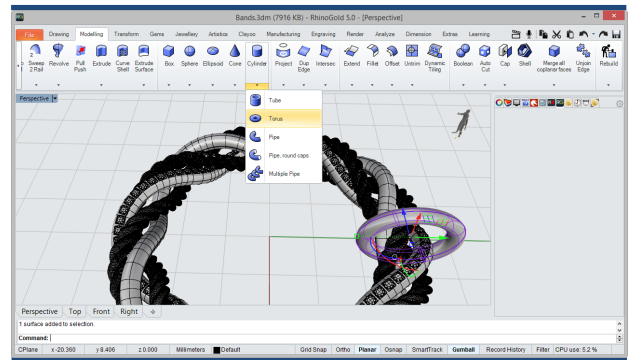 Bands.3dm (7916 KB) - RhinoGold 5.0 - [Perspective]
File Drawing Modelling Transform Gems Jewellery Artistics Clayoo Manufacturing Engraving Render Analyze Dimension Extras Learning
Sweep 2 Rail Revolve Pull Push Extrude Curve Shell Extrude Surface Box Sphere Ellipsoid Cone Cylinder Project Dup Edge Intersec Extend Fillet Offset Untrim Dynamic Tiling Boolean Auto Cut Cap Shell Merge all coplanar faces Unjoin Edge Rebuild
Perspective
Tube
Torus
Pipe
Pipe, round caps
Multiple Pipe
Perspective Top Front Right
1 surface added to selection.
Command:
CPlane x -20.360 y 8.406 z 0.000 Millimeters Default Grid Snap Ortho Planar Osnap SmartTrack Gumball Record History Filter CPU use: 5.2 %